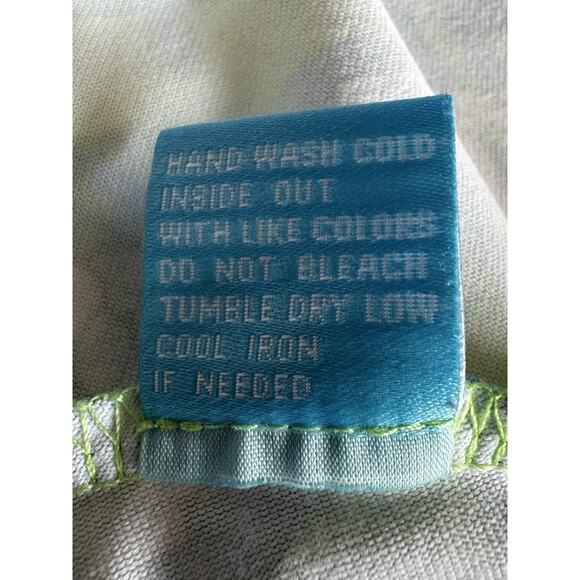 HAND WASH COLD
INSIDE OUT
WITH LIKE COLORS
DO NOT BLEACH
TUMBLE DRY LOW
COOL IRON
IF NEEDED